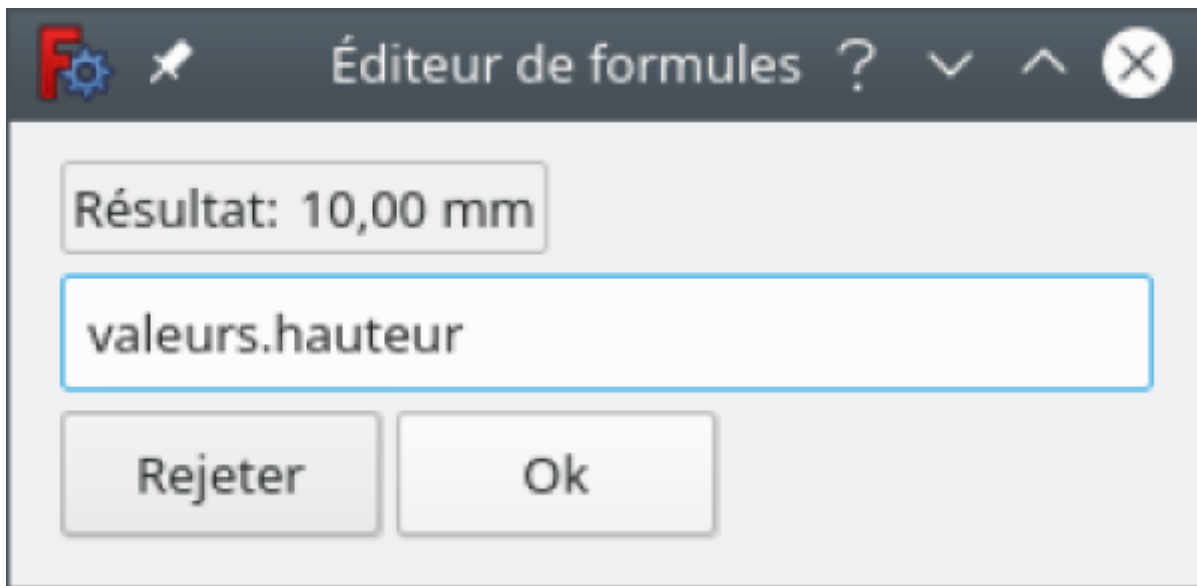 Éditeur de formules
Résultat: 10,00 mm
valeurs.hauteur
Rejeter
Ok